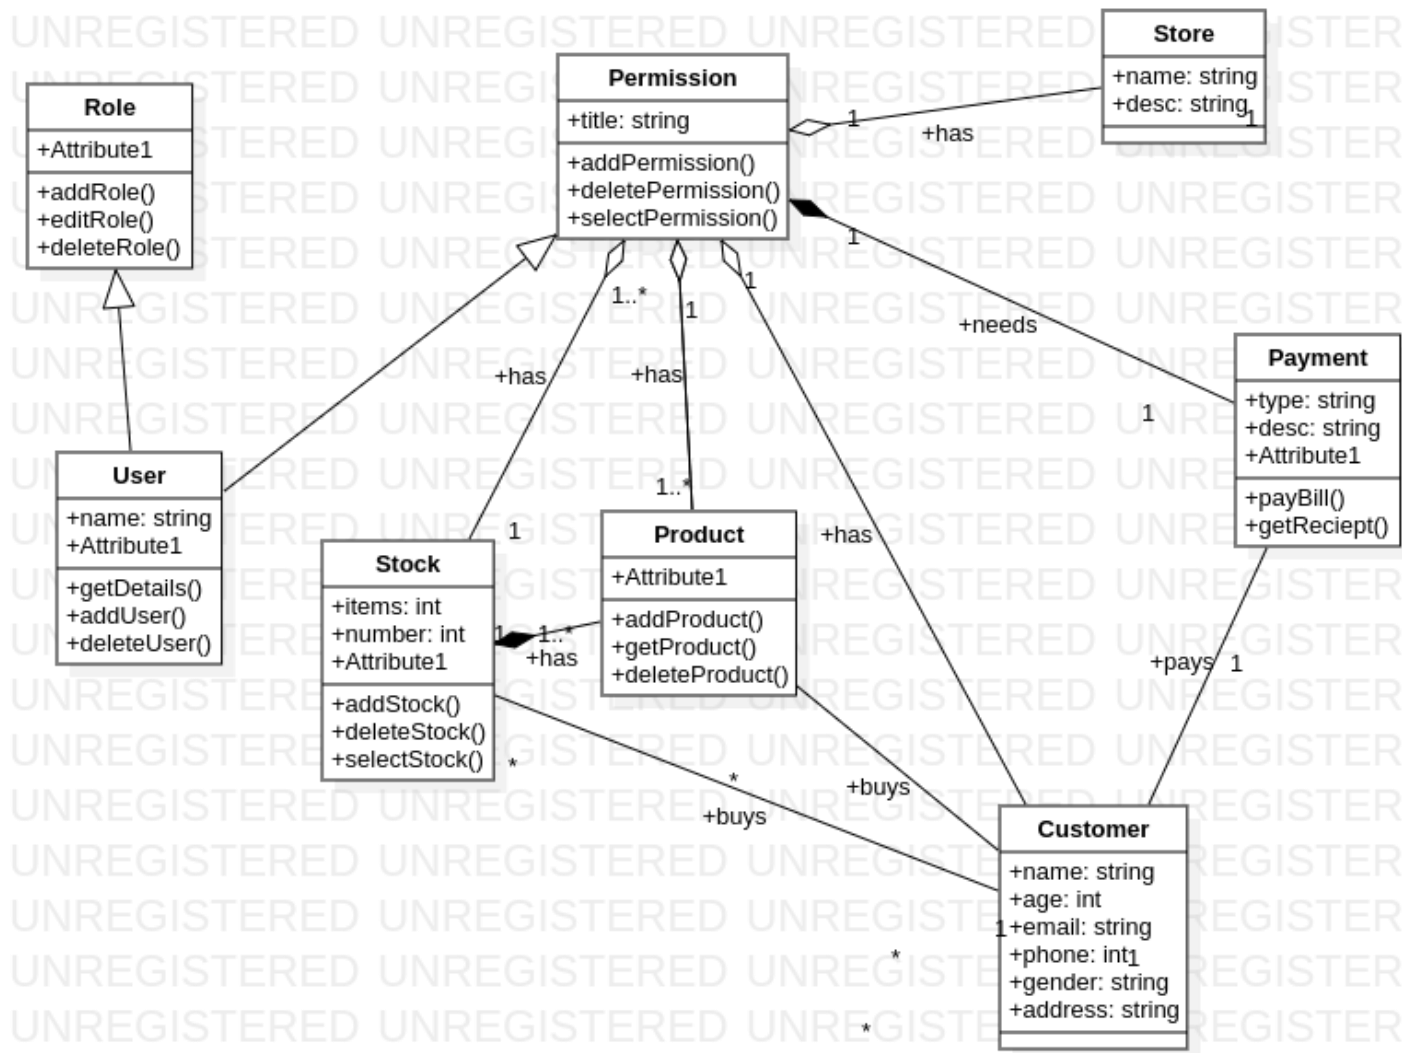 UNREGISTERED
Store
+name: string
+desc: string
1
Permission
+title: string
+addPermission()
+deletePermission()
+selectPermission()
1
+has
Role
+Attribute1
+addRole()
+editRole()
+deleteRole()
1
1..*
1
1
+needs
+has
+has
1
Payment
+type: string
+desc: string
+Attribute1
+payBill()
+getReciept()
User
+name: string
+Attribute1
+getDetails()
+addUser()
+deleteUser()
1..*
1
+has
Stock
+items: int
+number: int
+Attribute1
+addStock()
+deleteStock()
+selectStock()
1
1..*
+has
Product
+Attribute1
+addProduct()
+getProduct()
+deleteProduct()
+pays
1
*
*
+buys
+buys
Customer
+name: string
+age: int
+email: string
+phone: int
+gender: string
+address: string
1
1
*
*